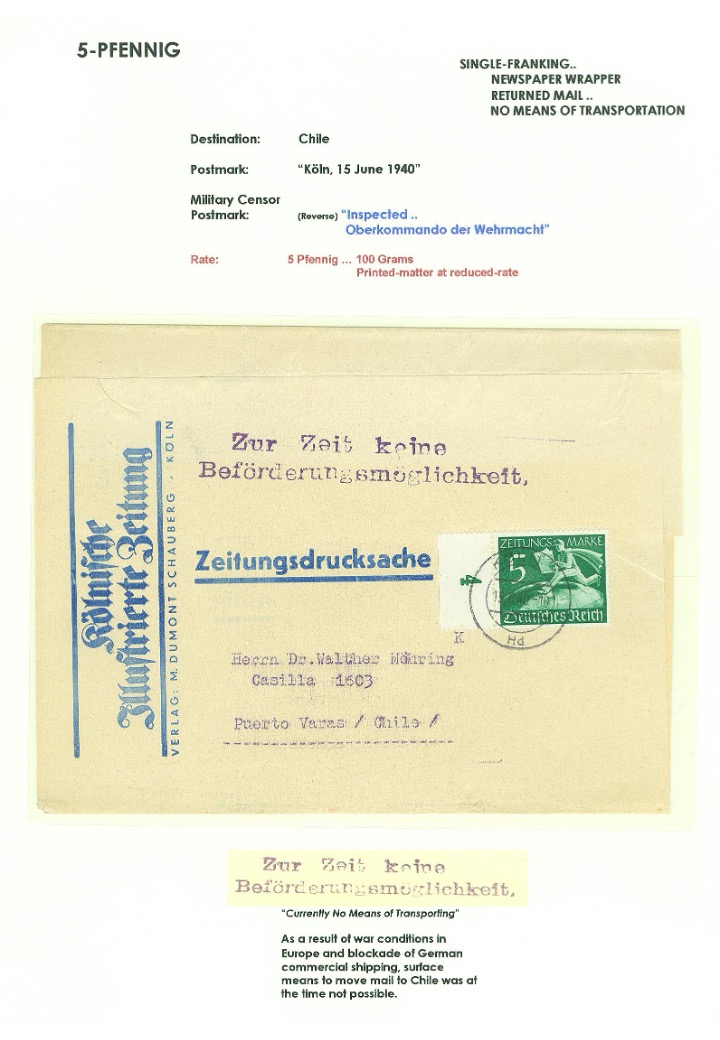 5-PFENNIG
SINGLE-FRANKING..
NEWSPAPER WRAPPER
RETURNED MAIL ..
NO MEANS OF TRANSPORTATION
Destination: Chile
Postmark: "Köln, 15 June 1940"
Military Censor
Postmark: (Reverse) "Inspected ..
Oberkommando der Wehrmacht"
Rate: 5 Pfennig ... 100 Grams
Printed-matter at reduced-rate
Kölnische
Illustrierte Zeitung
VERLAG: M. DUMONT SCHAUBERG, KÖLN
Zur Zeit keine
Beförderungsmöglichkeit,
Zeitungsdrucksache
4
ZEITUNGS MARKE
5
Deutsches Reich
Hd
K
Herrn Dr.Walther Möhring
Casilla 1603
Puerto Varas / Chile /
Zur Zeit keine
Beförderungsmöglichkeit,
"Currently No Means of Transporting"
As a result of war conditions in
Europe and blockade of German
commercial shipping, surface
means to move mail to Chile was at
the time not possible.